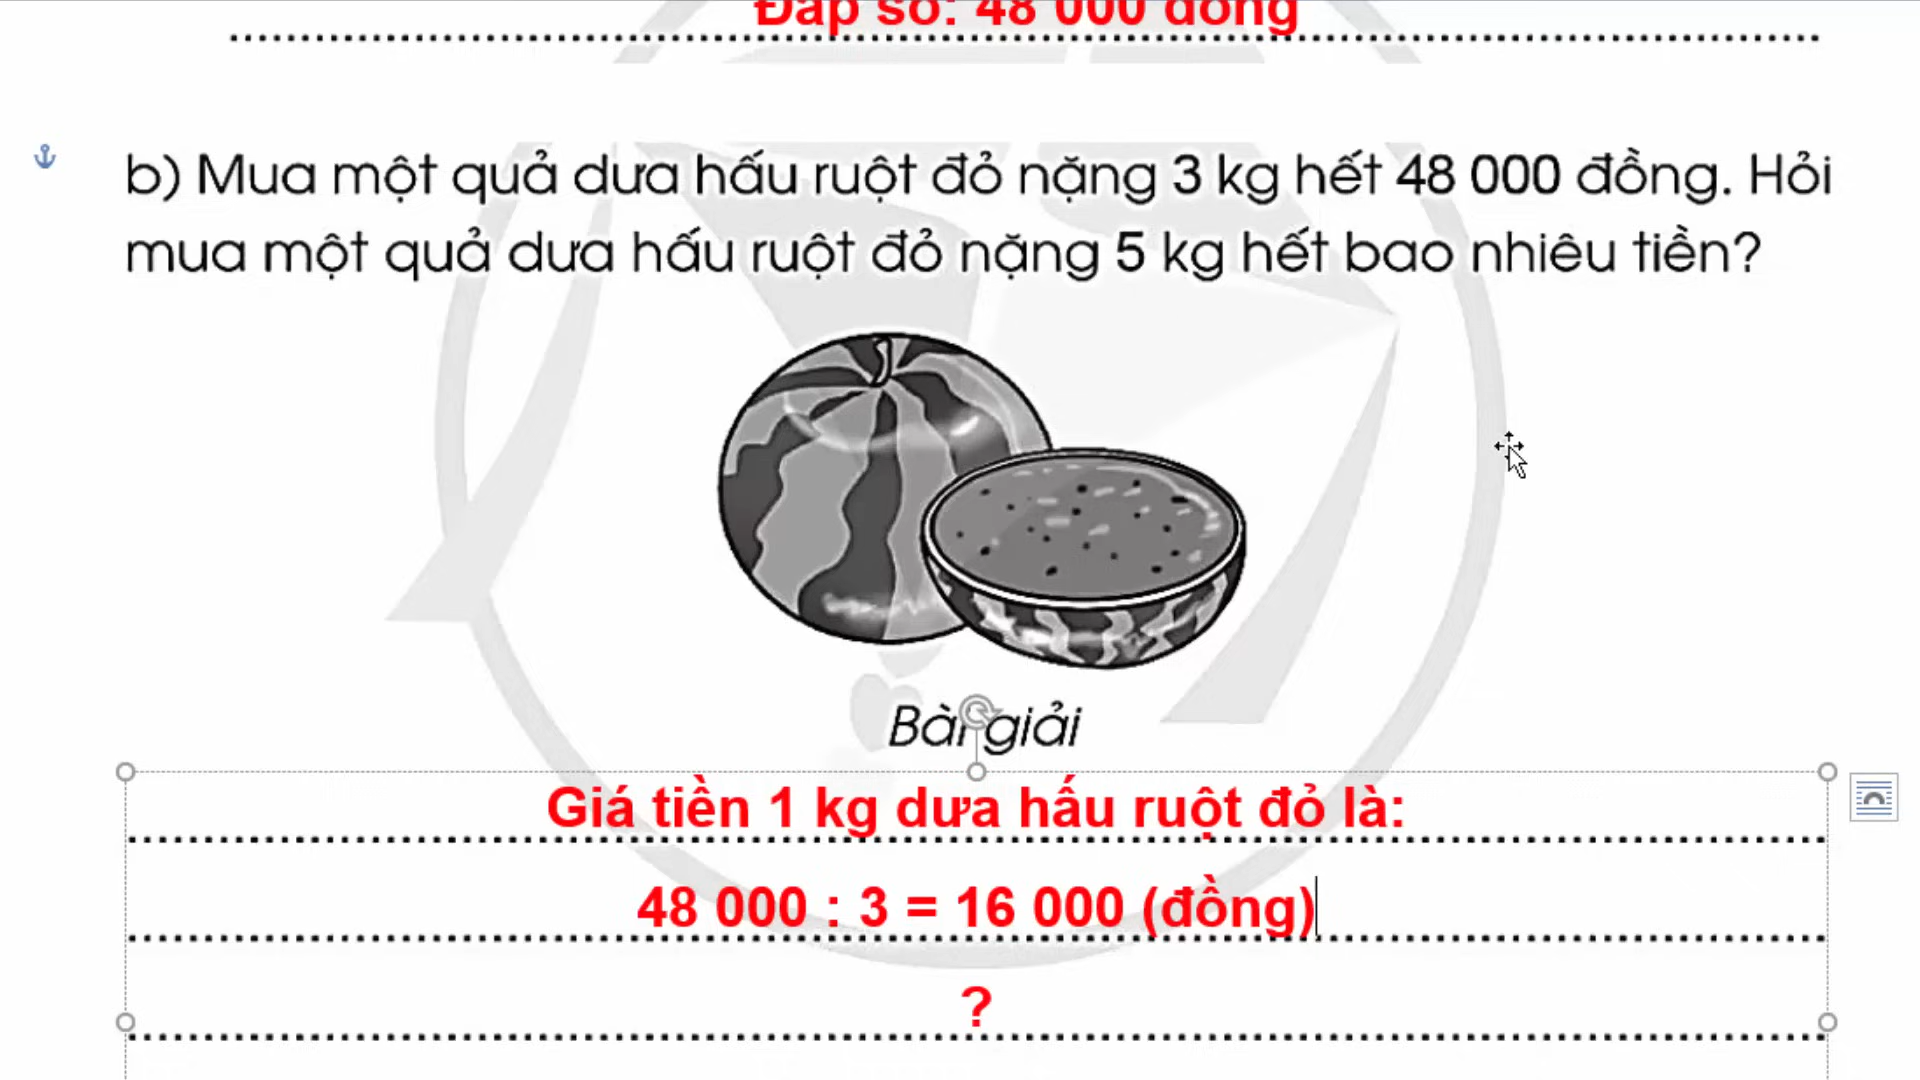 Đáp số: 48 000 đồng
b) Mua một quả dưa hấu ruột đỏ nặng 3 kg hết 48 000 đồng. Hỏi
mua một quả dưa hấu ruột đỏ nặng 5 kg hết bao nhiêu tiền?
Bài giải
Giá tiền 1 kg dưa hấu ruột đỏ là:
48 000 : 3 = 16 000 (đồng)
?